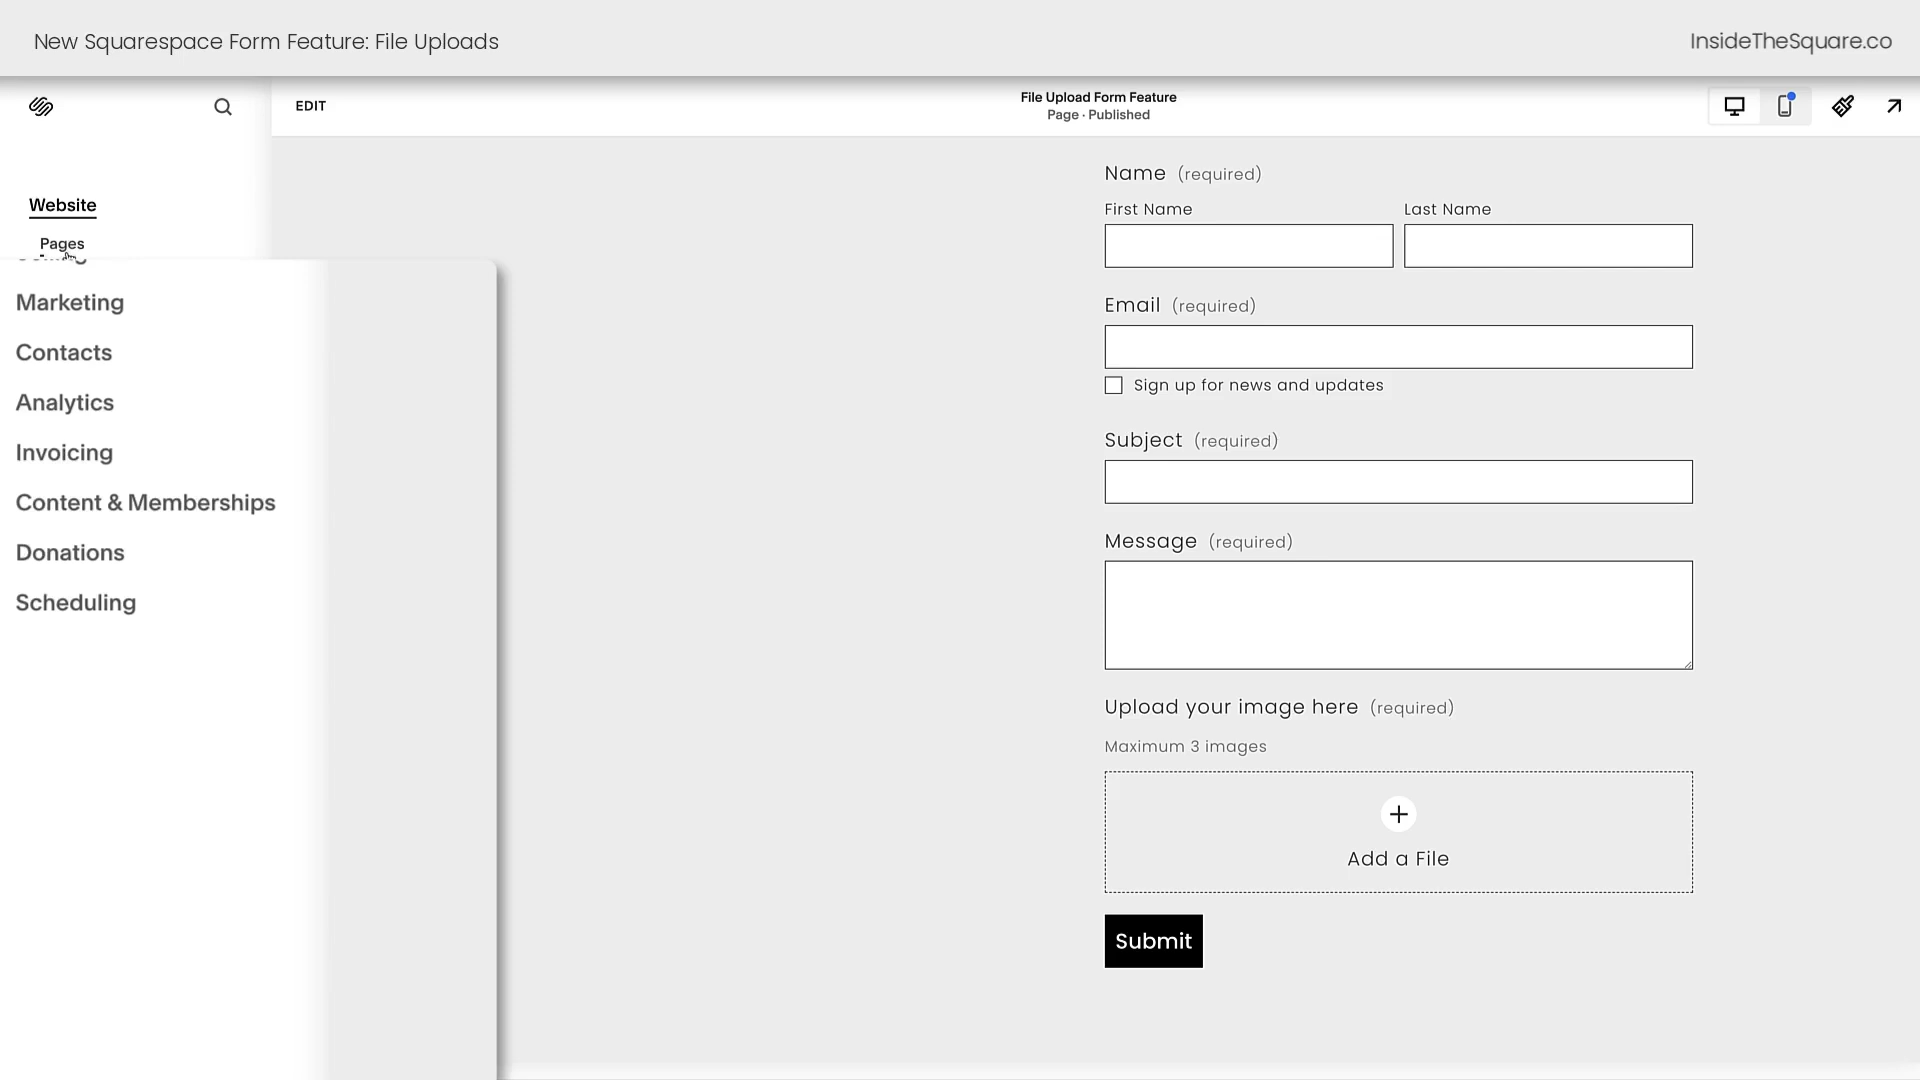 New Squarespace Form Feature: File Uploads
InsideTheSquare.co
EDIT
File Upload Form Feature
Page · Published
Website
Pages
Marketing
Contacts
Analytics
Invoicing
Content & Memberships
Donations
Scheduling
Name (required)
First Name
Last Name
Email (required)
Sign up for news and updates
Subject (required)
Message (required)
Upload your image here (required)
Maximum 3 images
Add a File
Submit